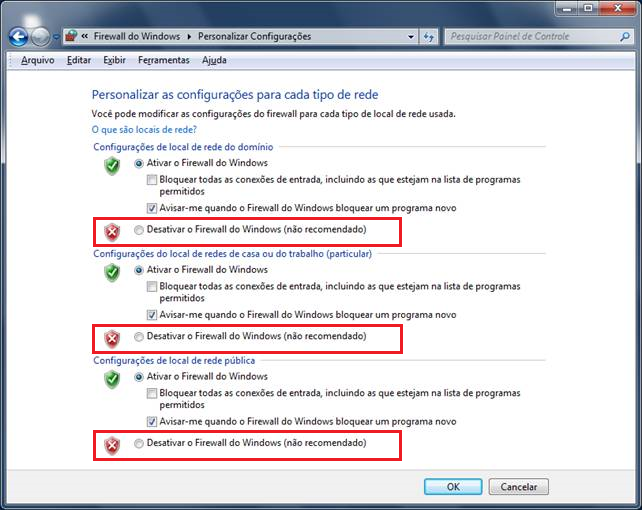 « Firewall do Windows ▸ Personalizar Configurações
Pesquisar Painel de Controle
Arquivo Editar Exibir Ferramentas Ajuda
Personalizar as configurações para cada tipo de rede
Você pode modificar as configurações do firewall para cada tipo de local de rede usada.
O que são locais de rede?
Configurações de local de rede do domínio
Ativar o Firewall do Windows
Bloquear todas as conexões de entrada, incluindo as que estejam na lista de programas
permitidos
Avisar-me quando o Firewall do Windows bloquear um programa novo
Desativar o Firewall do Windows (não recomendado)
Configurações do local de redes de casa ou do trabalho (particular)
Ativar o Firewall do Windows
Bloquear todas as conexões de entrada, incluindo as que estejam na lista de programas
permitidos
Avisar-me quando o Firewall do Windows bloquear um programa novo
Desativar o Firewall do Windows (não recomendado)
Configurações de local de rede pública
Ativar o Firewall do Windows
Bloquear todas as conexões de entrada, incluindo as que estejam na lista de programas
permitidos
Avisar-me quando o Firewall do Windows bloquear um programa novo
Desativar o Firewall do Windows (não recomendado)
OK Cancelar